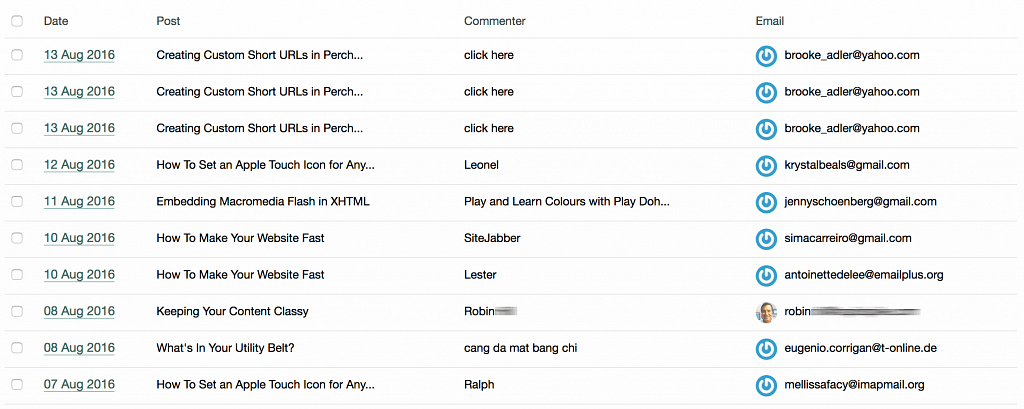 Date Post Commenter Email
13 Aug 2016 Creating Custom Short URLs in Perch... click here brooke_adler@yahoo.com
13 Aug 2016 Creating Custom Short URLs in Perch... click here brooke_adler@yahoo.com
13 Aug 2016 Creating Custom Short URLs in Perch... click here brooke_adler@yahoo.com
12 Aug 2016 How To Set an Apple Touch Icon for Any... Leonel krystalbeals@gmail.com
11 Aug 2016 Embedding Macromedia Flash in XHTML Play and Learn Colours with Play Doh... jennyschoenberg@gmail.com
10 Aug 2016 How To Make Your Website Fast SiteJabber simacarreiro@gmail.com
10 Aug 2016 How To Make Your Website Fast Lester antoinettedelee@emailplus.org
08 Aug 2016 Keeping Your Content Classy Robin robin
08 Aug 2016 What's In Your Utility Belt? cang da mat bang chi eugenio.corrigan@t-online.de
07 Aug 2016 How To Set an Apple Touch Icon for Any... Ralph mellissafacy@imapmail.org